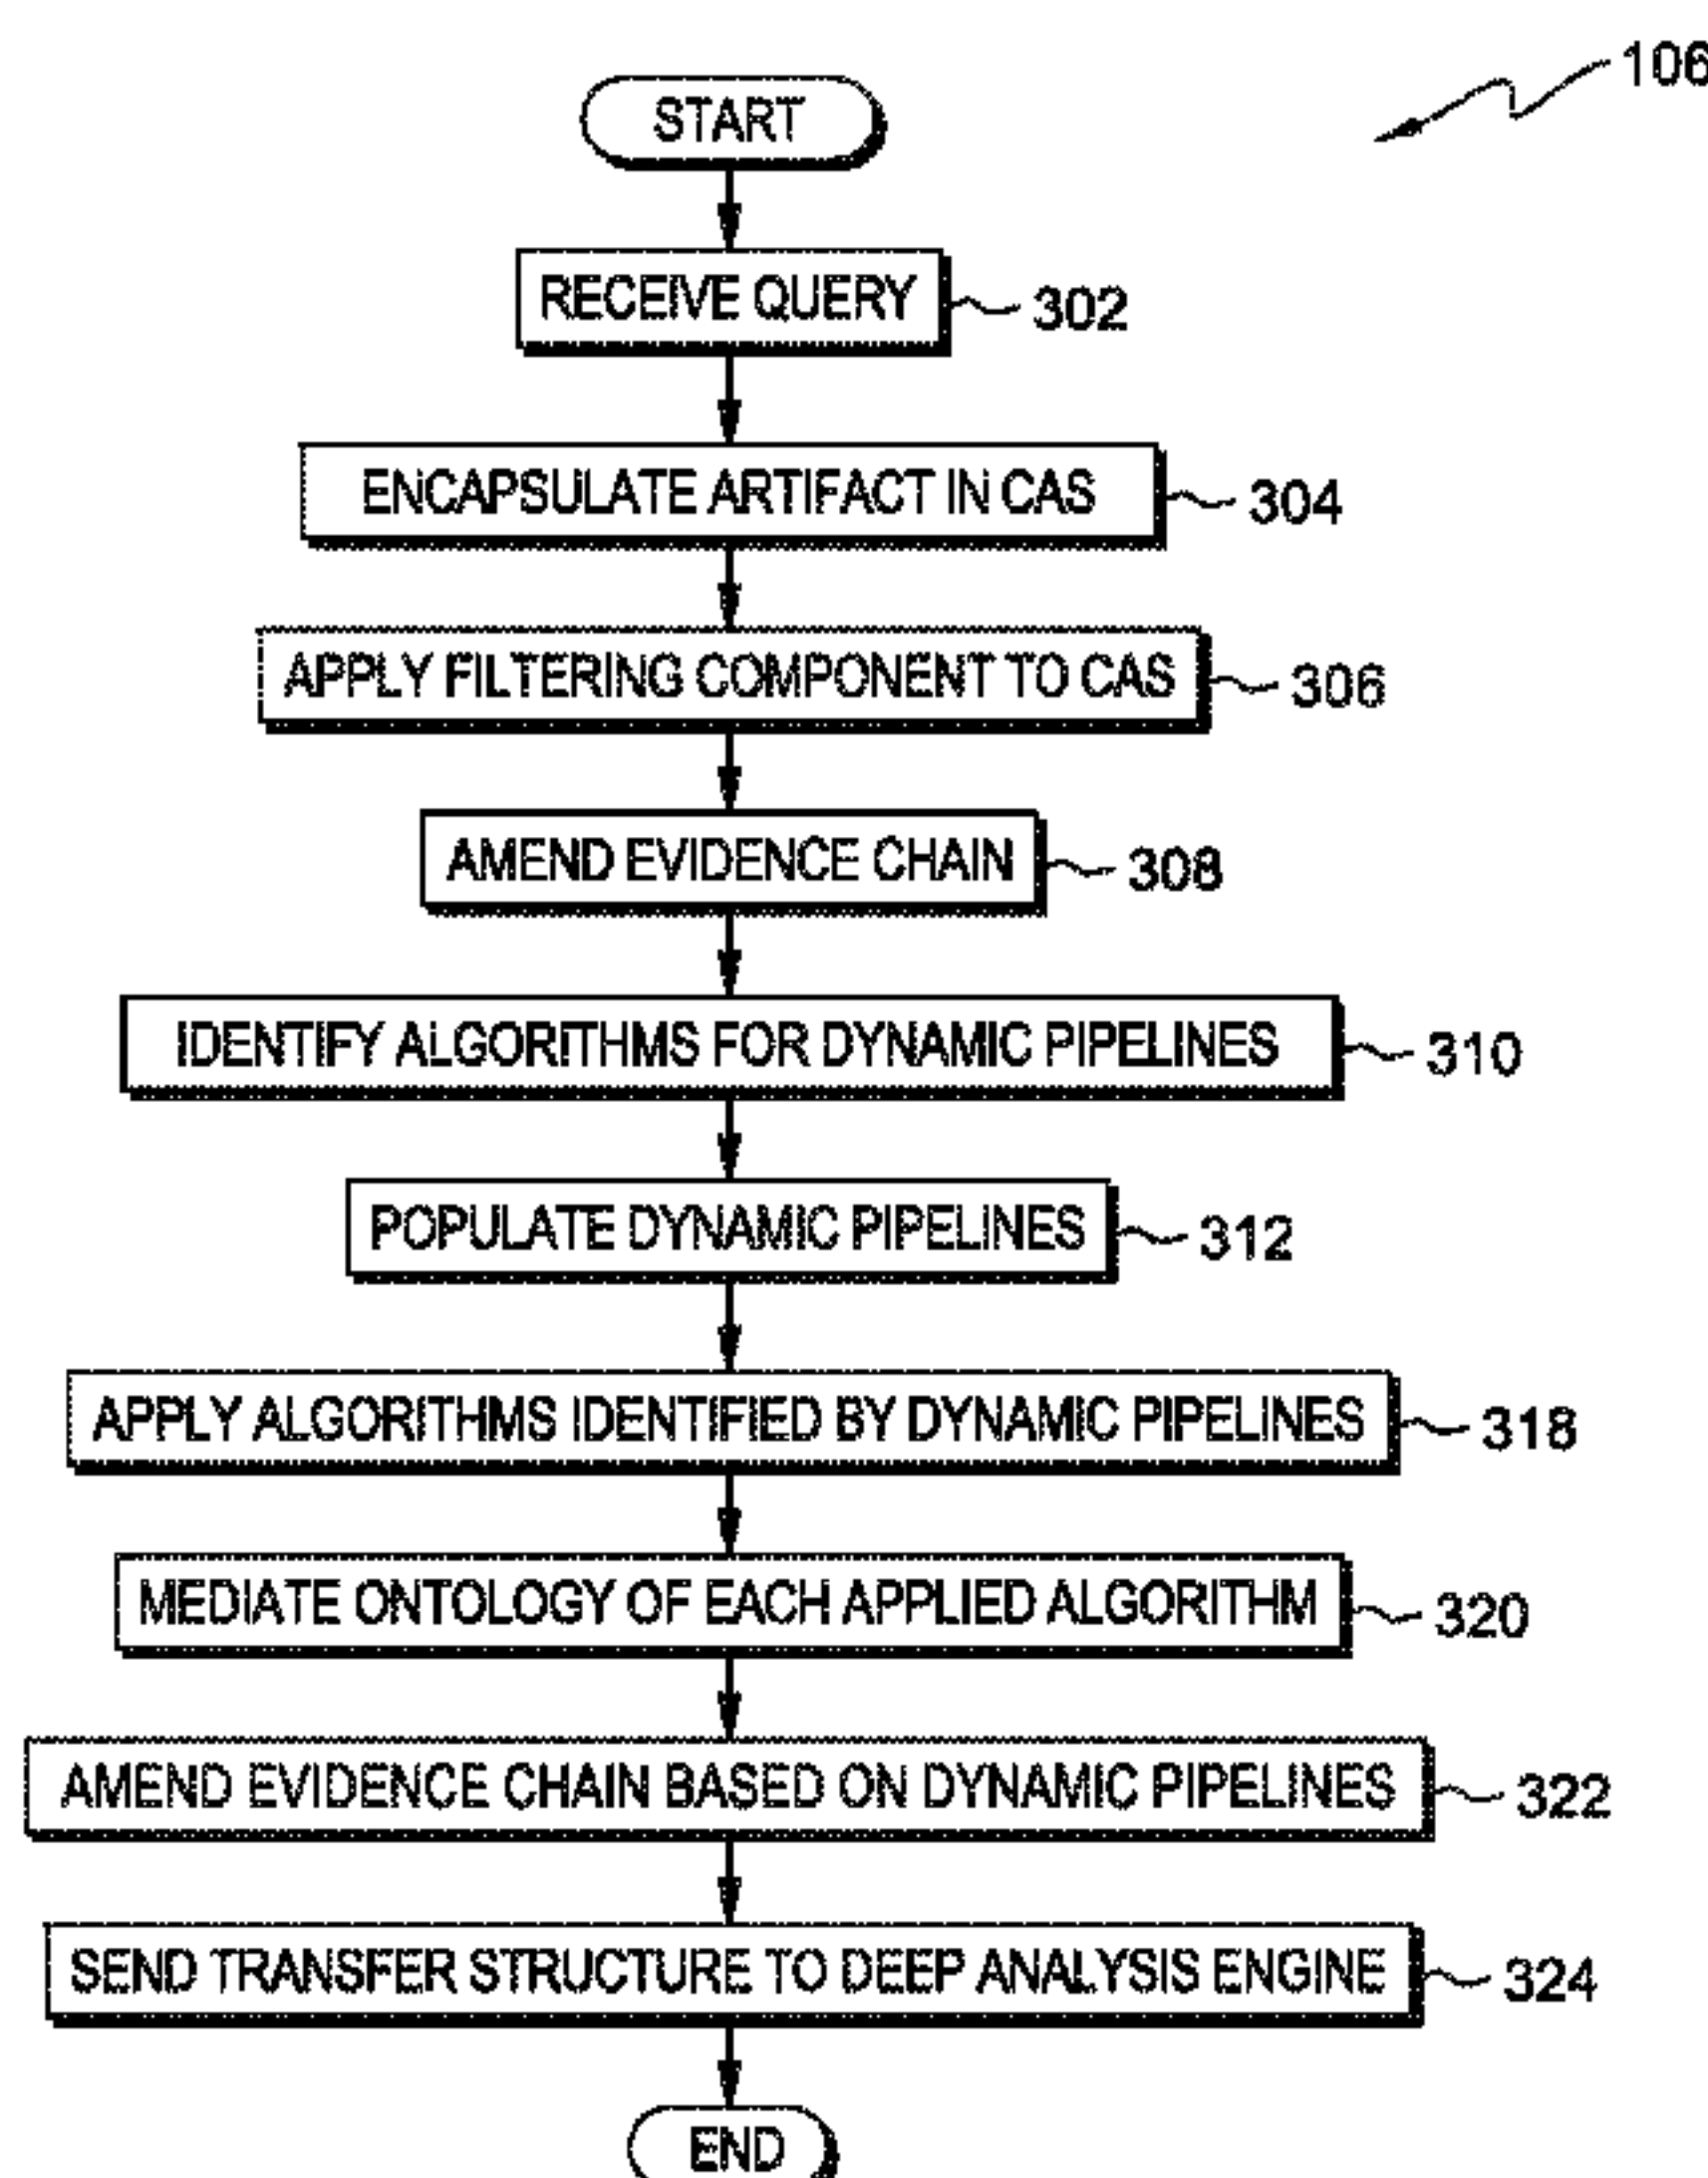 106
START
RECEIVE QUERY 302
ENCAPSULATE ARTIFACT IN CAS 304
APPLY FILTERING COMPONENT TO CAS 306
AMEND EVIDENCE CHAIN 308
IDENTIFY ALGORITHMS FOR DYNAMIC PIPELINES 310
POPULATE DYNAMIC PIPELINES 312
APPLY ALGORITHMS IDENTIFIED BY DYNAMIC PIPELINES 318
MEDIATE ONTOLOGY OF EACH APPLIED ALGORITHM 320
AMEND EVIDENCE CHAIN BASED ON DYNAMIC PIPELINES 322
SEND TRANSFER STRUCTURE TO DEEP ANALYSIS ENGINE 324
END